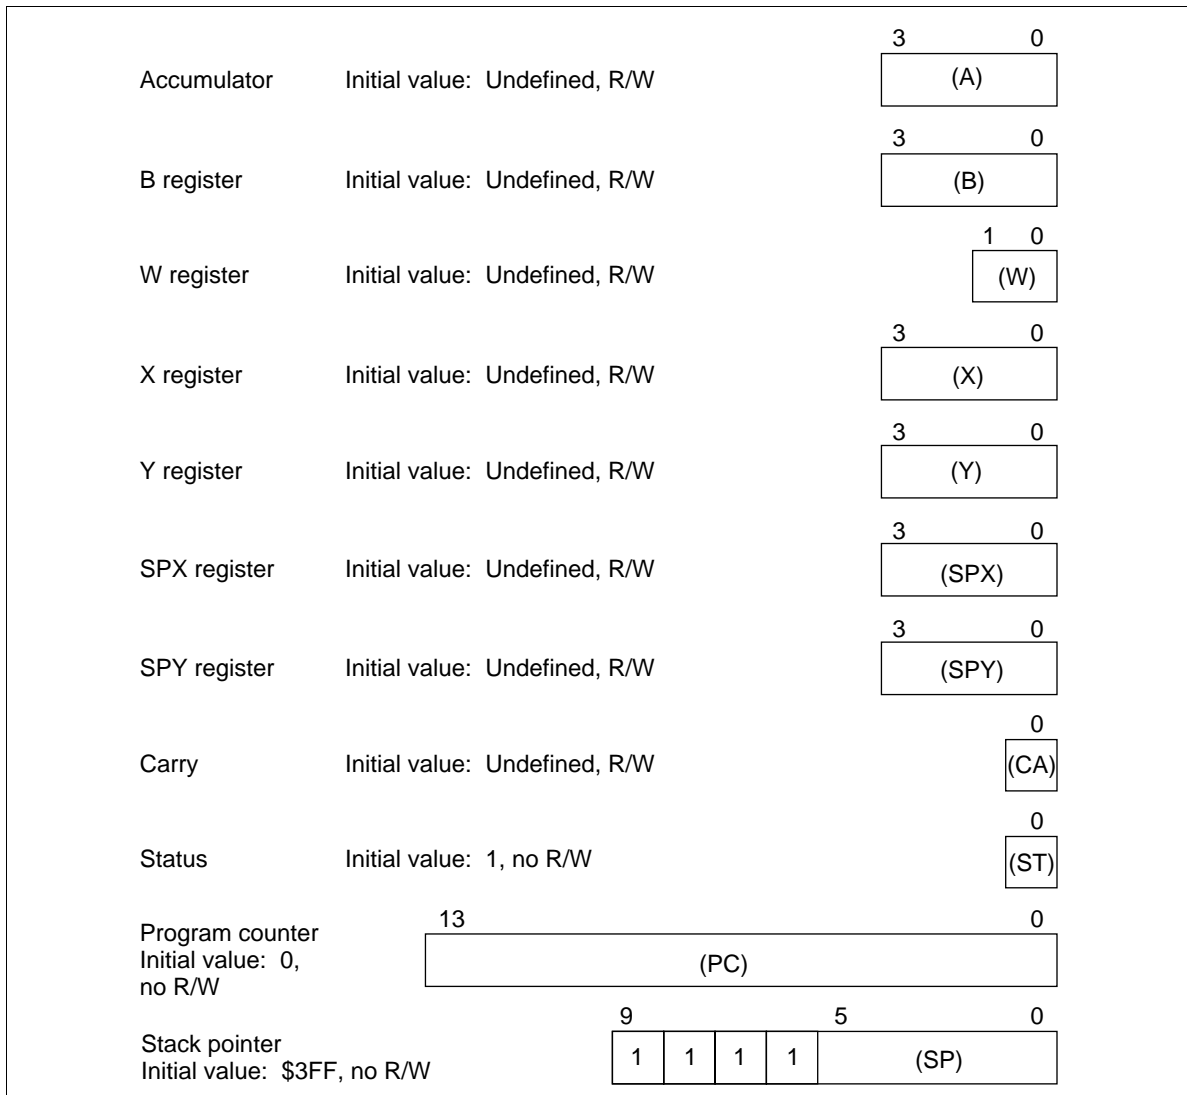 3 0
Accumulator Initial value: Undefined, R/W (A)
3 0
B register Initial value: Undefined, R/W (B)
1 0
W register Initial value: Undefined, R/W (W)
3 0
X register Initial value: Undefined, R/W (X)
3 0
Y register Initial value: Undefined, R/W (Y)
3 0
SPX register Initial value: Undefined, R/W (SPX)
3 0
SPY register Initial value: Undefined, R/W (SPY)
0
Carry Initial value: Undefined, R/W (CA)
0
Status Initial value: 1, no R/W (ST)
13 0
Program counter
Initial value: 0,
no R/W
(PC)
9 5 0
Stack pointer
Initial value: $3FF, no R/W
1 1 1 1 (SP)